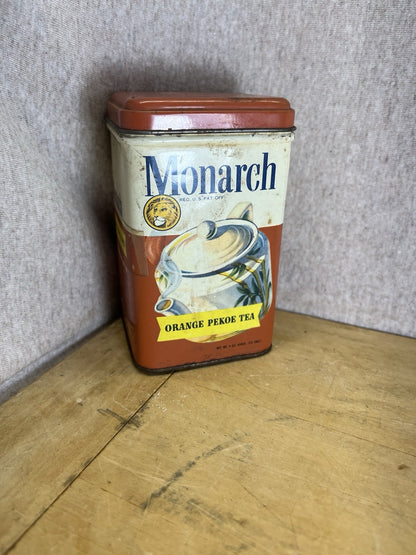 Monarch
REG. U.S. PAT. OFF.
ORANGE PEKOE TEA